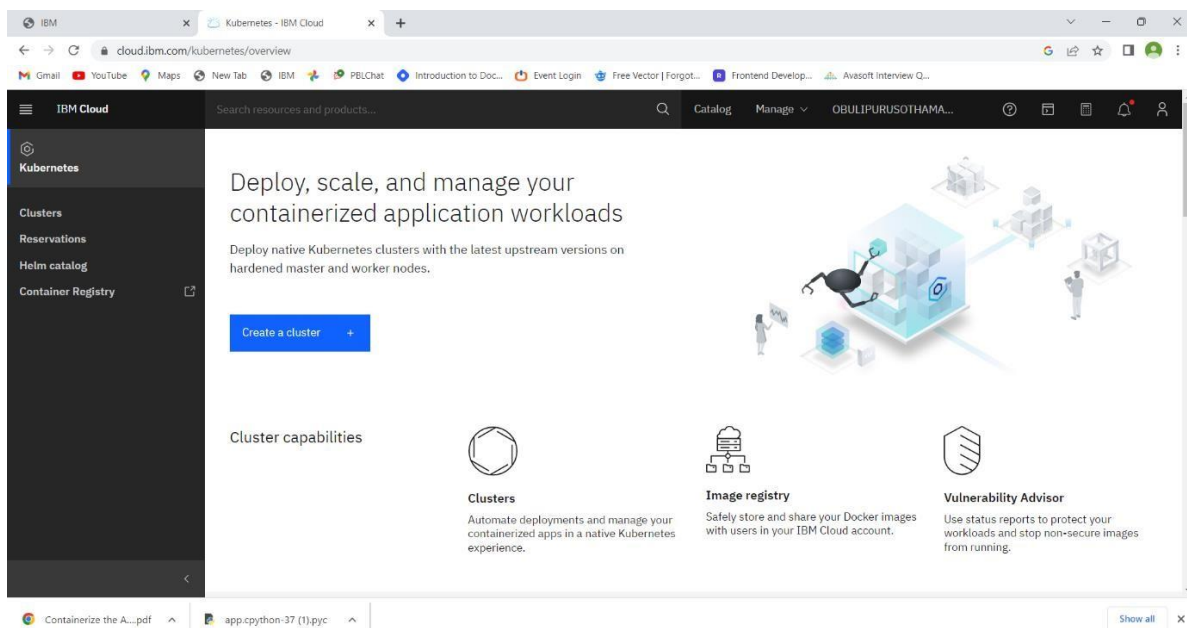 IBM
Kubernetes - IBM Cloud
cloud.ibm.com/kubernetes/overview
Gmail
YouTube
Maps
New Tab
IBM
PBLChat
Introduction to Doc...
Event Login
Free Vector | Forgot...
Frontend Develop...
Avasoft Interview Q...
IBM Cloud
Search resources and products...
Catalog
Manage
OBULIPURUSOTHAMA...
Kubernetes
Clusters
Reservations
Helm catalog
Container Registry
Deploy, scale, and manage your
containerized application workloads
Deploy native Kubernetes clusters with the latest upstream versions on
hardened master and worker nodes.
Create a cluster +
Cluster capabilities
Clusters
Automate deployments and manage your
containerized apps in a native Kubernetes
experience.
Image registry
Safely store and share your Docker images
with users in your IBM Cloud account.
Vulnerability Advisor
Use status reports to protect your
workloads and stop non-secure images
from running.
Containerize the A....pdf
app.cpython-37 (1).pyc
Show all